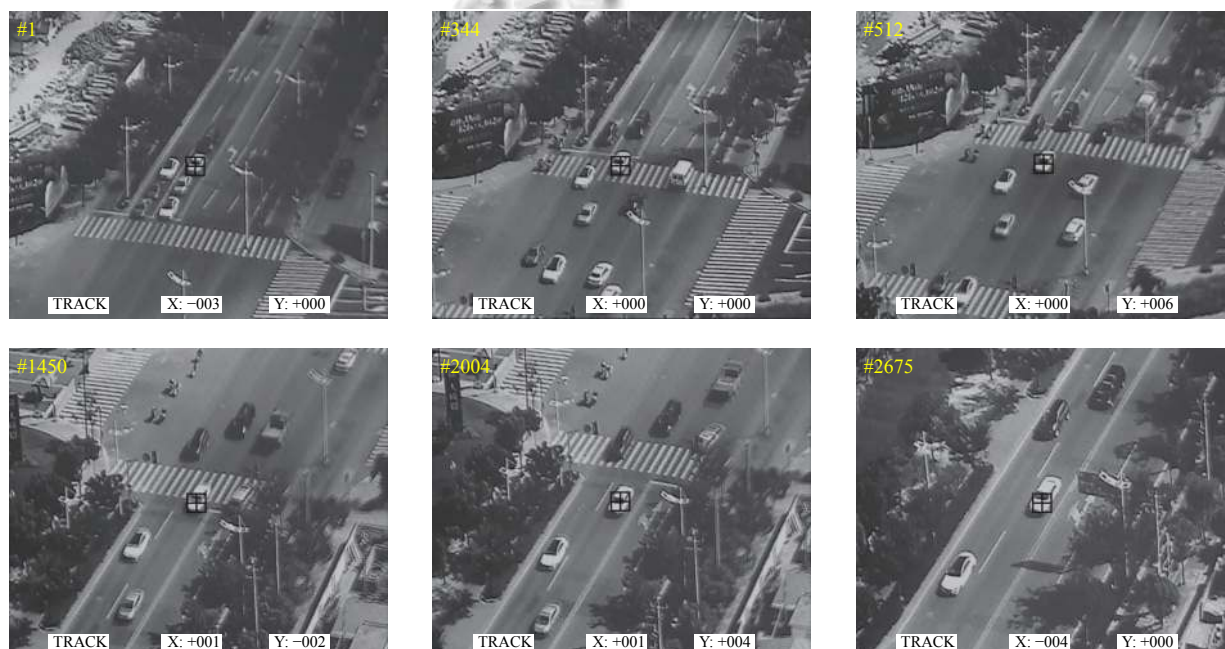 #1
TRACK X: −003 Y: +000
#344
TRACK X: +000 Y: +000
#512
TRACK X: +000 Y: +006
#1450
TRACK X: +001 Y: −002
#2004
TRACK X: +001 Y: +004
#2675
TRACK X: −004 Y: +000